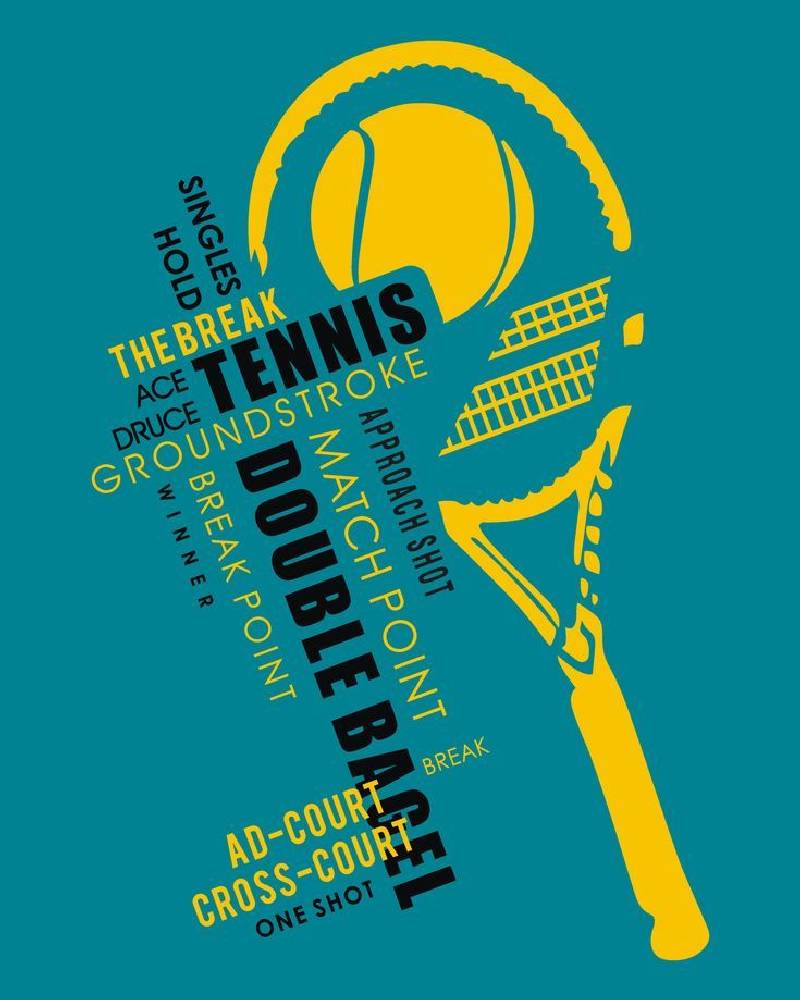 SINGLES
HOLD
THE BREAK
TENNIS
ACE
DRUCE
GROUNDSTROKE
APPROACH SHOT
MATCH POINT
DOUBLE BAGEL
BREAK POINT
WINNER
BREAK
AD-COURT
CROSS-COURT
ONE SHOT